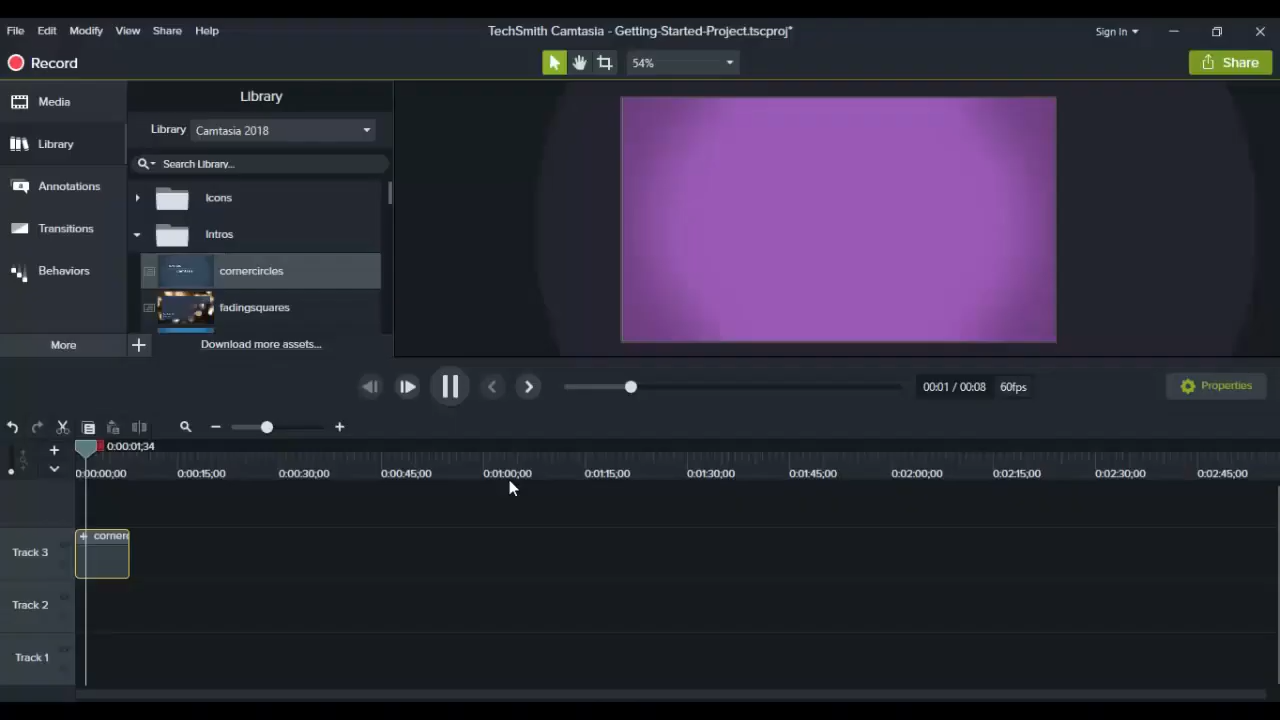 File Edit Modify View Share Help
TechSmith Camtasia - Getting-Started-Project.tscproj*
Sign In
Record
54%
Share
Media
Library
Annotations
Transitions
Behaviors
More
Library
Library Camtasia 2018
Search Library...
Icons
Intros
cornercircles
fadingsquares
Download more assets...
00:01 / 00:08 60fps
Properties
0:00:01;34
0:00:00;00 0:00:15;00 0:00:30;00 0:00:45;00 0:01:00;00 0:01:15;00 0:01:30;00 0:01:45;00 0:02:00;00 0:02:15;00 0:02:30;00 0:02:45;00
Track 3
cornerc
Track 2
Track 1